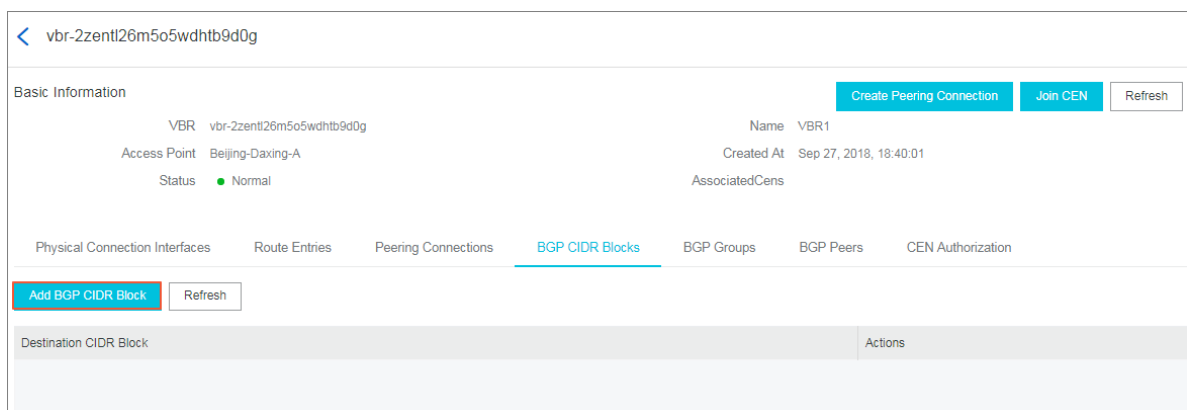 vbr-2zentl26m5o5wdhtb9d0g
Basic Information
Create Peering Connection Join CEN Refresh
VBR vbr-2zentl26m5o5wdhtb9d0g Name VBR1
Access Point Beijing-Daxing-A Created At Sep 27, 2018, 18:40:01
Status Normal AssociatedCens
Physical Connection Interfaces Route Entries Peering Connections BGP CIDR Blocks BGP Groups BGP Peers CEN Authorization
Add BGP CIDR Block Refresh
Destination CIDR Block Actions